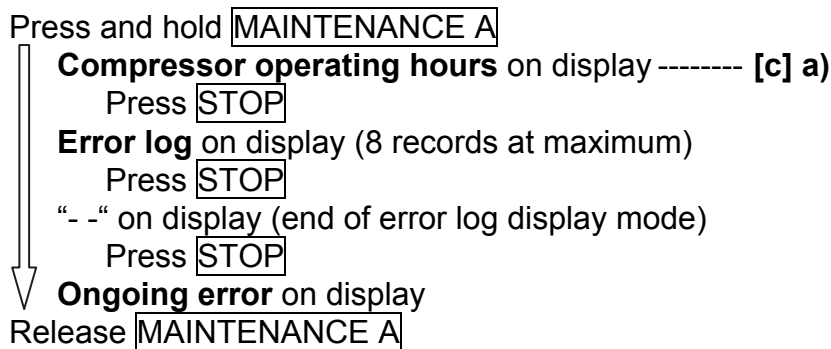 Press and hold MAINTENANCE A
Compressor operating hours on display -------- [c] a)
Press STOP
Error log on display (8 records at maximum)
Press STOP
“- -“ on display (end of error log display mode)
Press STOP
Ongoing error on display
Release MAINTENANCE A